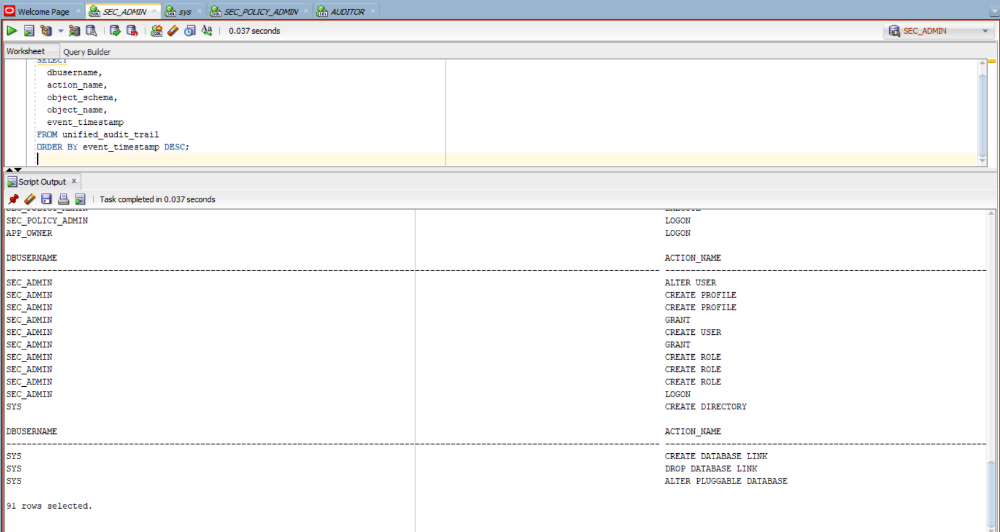 Welcome Page SEC_ADMIN sys SEC_POLICY_ADMIN AUDITOR
0.037 seconds SEC_ADMIN
Worksheet Query Builder
SELECT
dbusername,
action_name,
object_schema,
object_name,
event_timestamp
FROM unified_audit_trail
ORDER BY event_timestamp DESC;
Script Output x
Task completed in 0.037 seconds
SEC_POLICY_ADMIN EXECUTE
SEC_POLICY_ADMIN LOGON
APP_OWNER LOGON
DBUSERNAME ACTION_NAME
SEC_ADMIN ALTER USER
SEC_ADMIN CREATE PROFILE
SEC_ADMIN CREATE PROFILE
SEC_ADMIN GRANT
SEC_ADMIN CREATE USER
SEC_ADMIN GRANT
SEC_ADMIN CREATE ROLE
SEC_ADMIN CREATE ROLE
SEC_ADMIN CREATE ROLE
SEC_ADMIN LOGON
SYS CREATE DIRECTORY
DBUSERNAME ACTION_NAME
SYS CREATE DATABASE LINK
SYS DROP DATABASE LINK
SYS ALTER PLUGGABLE DATABASE
91 rows selected.